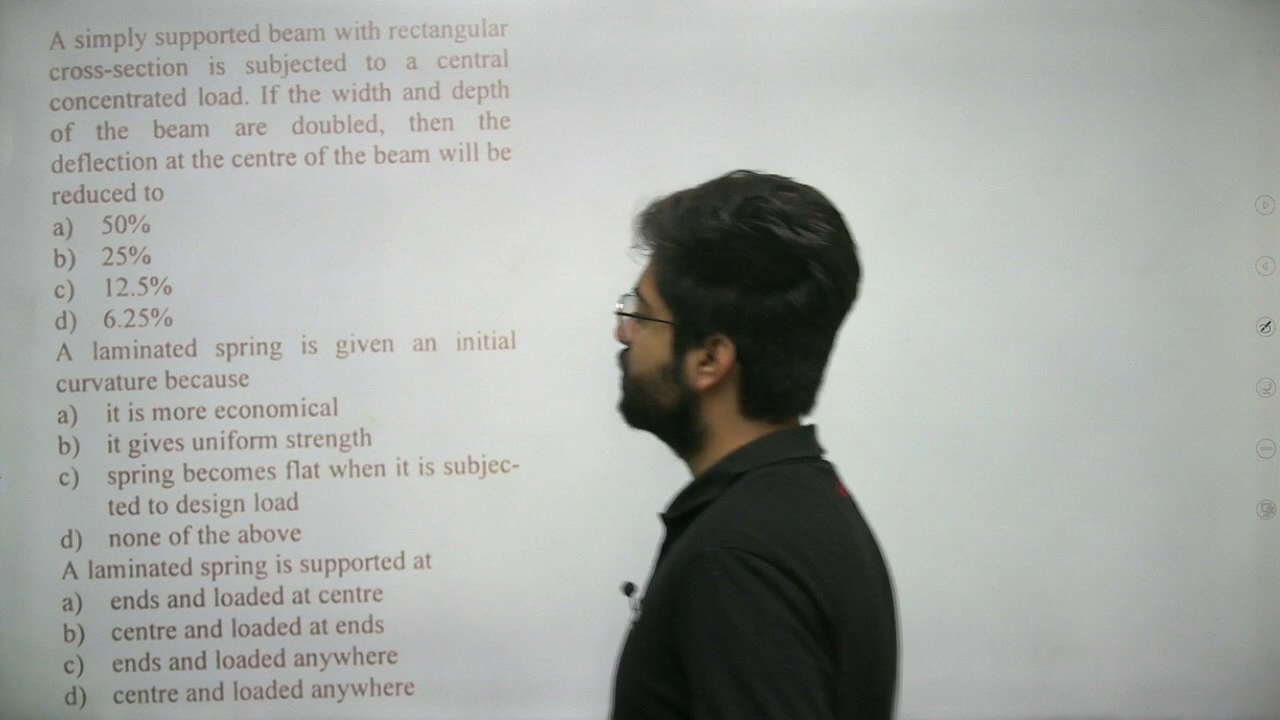 A simply supported beam with rectangular
cross-section is subjected to a central
concentrated load. If the width and depth
of the beam are doubled, then the
deflection at the centre of the beam will be
reduced to
a) 50%
b) 25%
c) 12.5%
d) 6.25%
A laminated spring is given an initial
curvature because
a) it is more economical
b) it gives uniform strength
c) spring becomes flat when it is subjec-
ted to design load
d) none of the above
A laminated spring is supported at
a) ends and loaded at centre
b) centre and loaded at ends
c) ends and loaded anywhere
d) centre and loaded anywhere